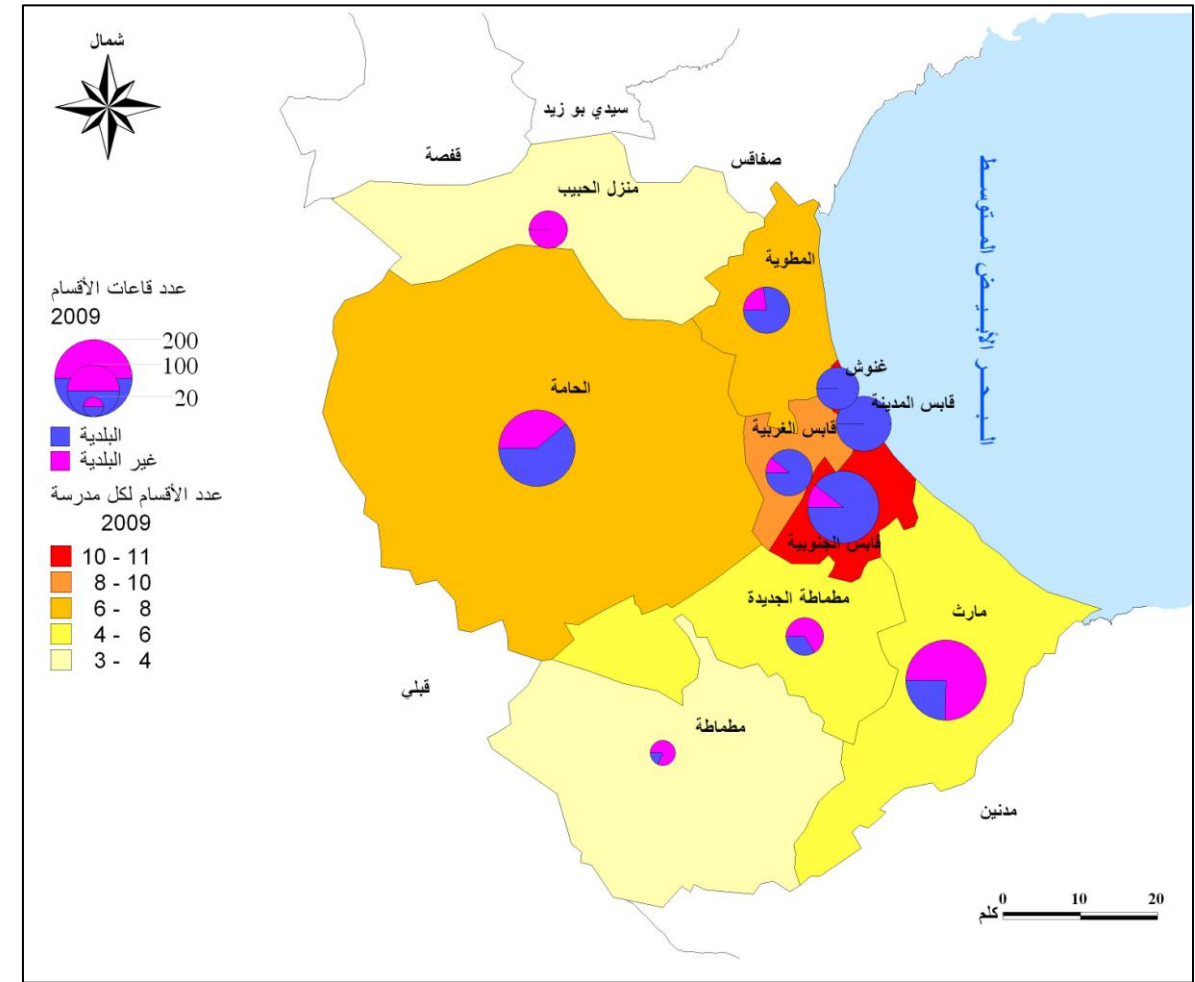 شمال
سيدي بو زيد
قفصة
صفاقس
منزل الحبيب
المطوية
البحر الأبيض المتوسط
غنوش
قابس المدينة
قابس الغربية
الحامة
قابس الجنوبية
مطماطة الجديدة
مارث
قبلي
مطماطة
مدنين
عدد قاعات الأقسام
2009
200
100
20
البلدية
غير البلدية
عدد الأقسام لكل مدرسة
2009
10 - 11
8 - 10
6 - 8
4 - 6
3 - 4
0 10 20
كلم